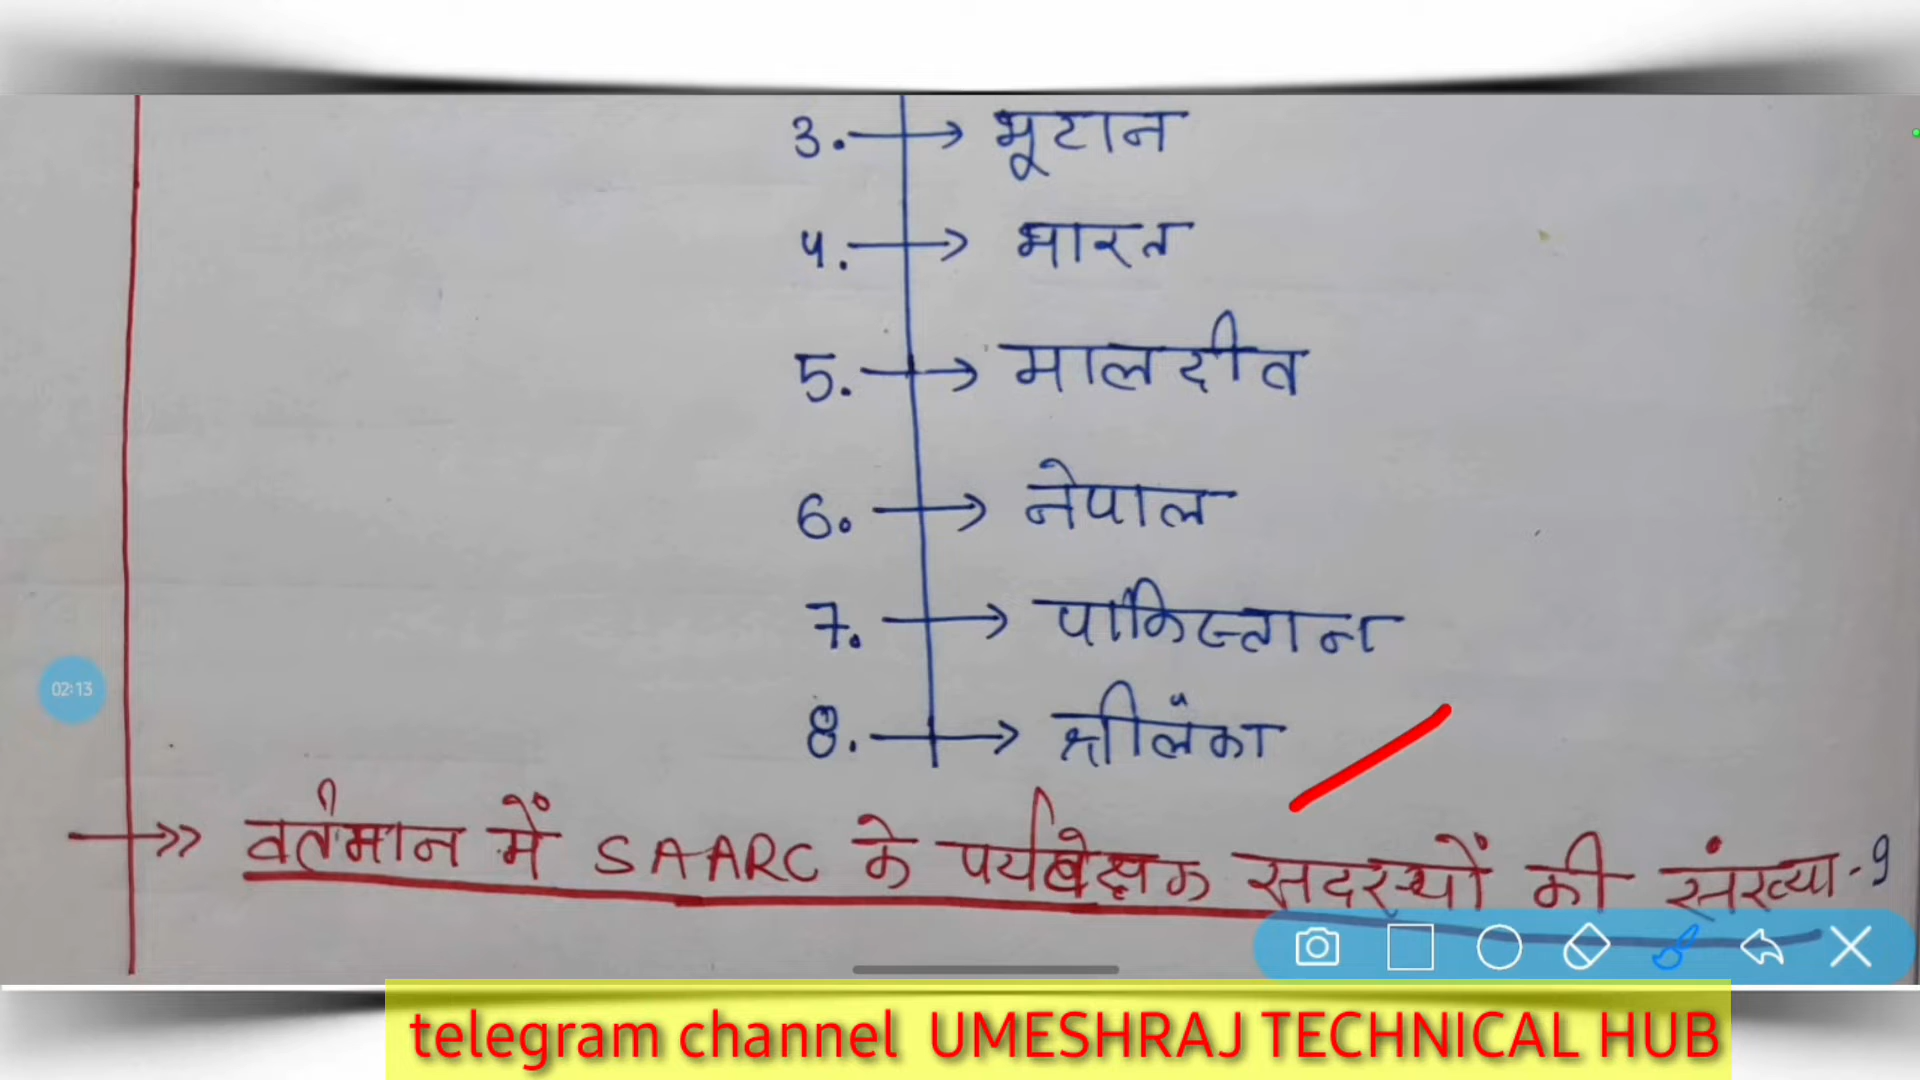 3. → भूटान
4. → भारत
5. → मालदीव
6. → नेपाल
7. → पाकिस्तान
8. → श्रीलंका
02:13
→» वर्तमान में SAARC के पर्यवेक्षक सदस्यों की संख्या - 9
telegram channel UMESHRAJ TECHNICAL HUB